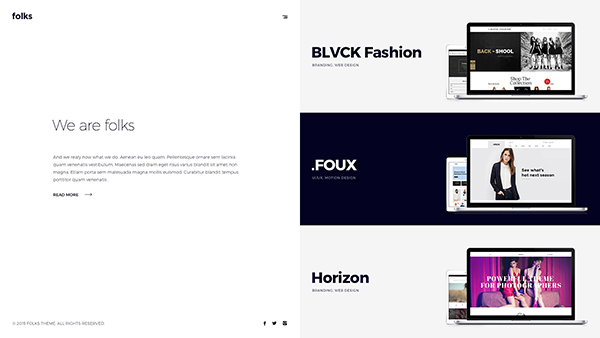 folks
We are folks
And we realy now what we do. Aenean eu leo quam. Pellentesque ornare sem lacinia
quam venenatis vestibulum. Maecenas sed diam eget risus varius blandit sit amet non
magna. Etiam porta sem malesuada magna mollis euismod. Curabitur blandit tempus
porttitor quam venenatis.
READ MORE
© 2015 FOLKS THEME, ALL RIGHTS RESERVED.
BLVCK Fashion
BRANDING, WEB DESIGN
BACK SHOOL
Shop The
Collection
.FOUX
UI/UX, MOTION DESIGN
See what's
hot next season
Horizon
BRANDING, WEB DESIGN
POWERFUL THEME
FOR PHOTOGRAPHERS